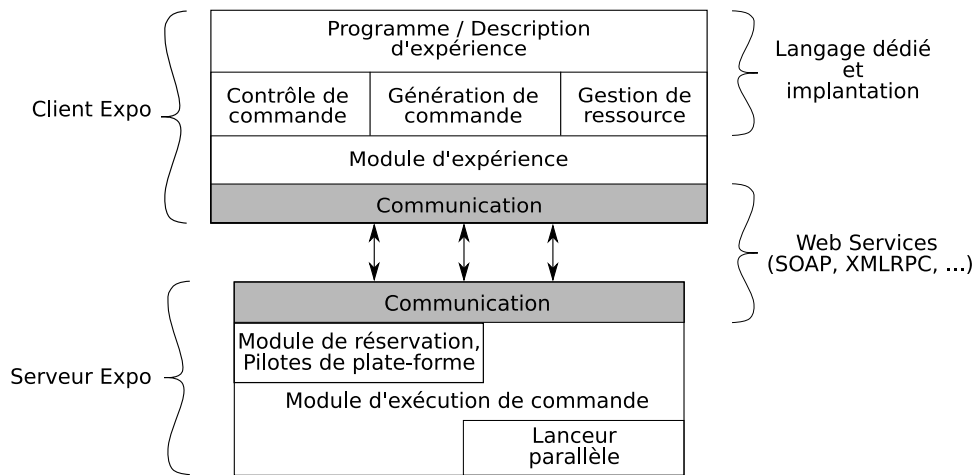 Programme / Description
d'expérience
Langage dédié
et
implantation
Client Expo
Contrôle de
commande
Génération de
commande
Gestion de
ressource
Module d'expérience
Communication
Web Services
(SOAP, XMLRPC, ...)
Communication
Serveur Expo
Module de réservation,
Pilotes de plate-forme
Module d'exécution de commande
Lanceur
parallèle